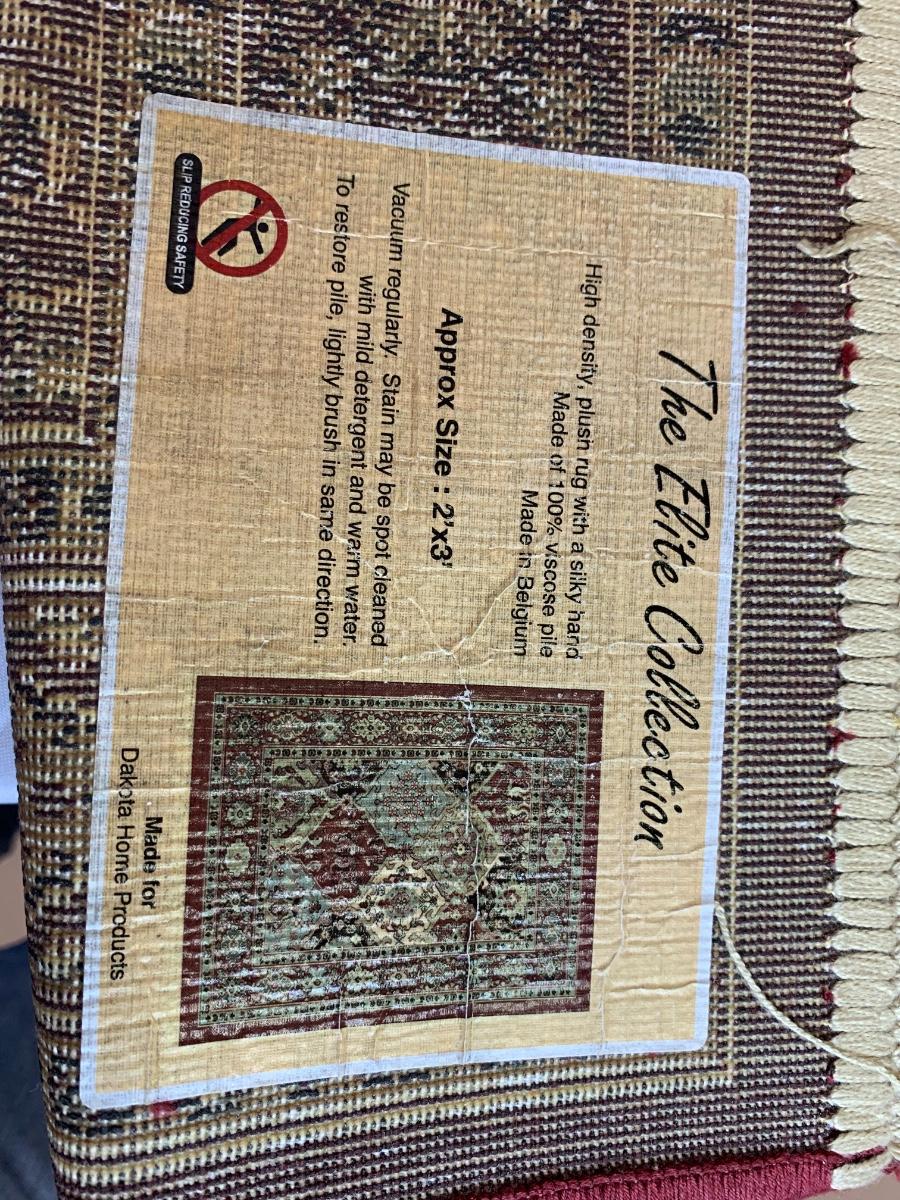 The Elite Collection
High density, plush rug with a silky hand
Made of 100% viscose pile
Made in Belgium
Approx Size : 2'x3'
Vacuum regularly. Stain may be spot cleaned
with mild detergent and warm water.
To restore pile, lightly brush in same direction.
SLIP REDUCING SAFETY
Made for
Dakota Home Products